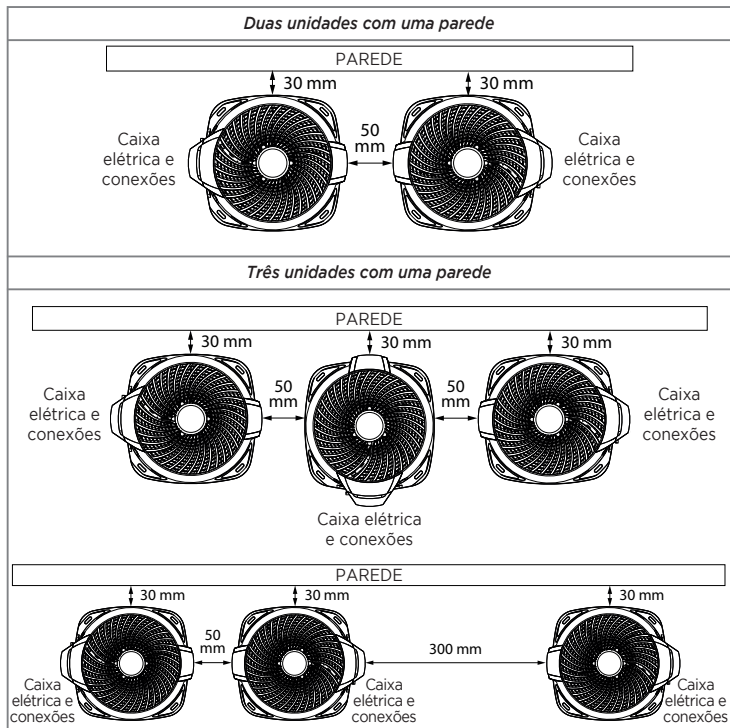 Duas unidades com uma parede
PAREDE
30 mm
30 mm
Caixa
elétrica e
conexões
50
mm
Caixa
elétrica e
conexões
Três unidades com uma parede
PAREDE
30 mm
30 mm
30 mm
Caixa
elétrica e
conexões
50
mm
50
mm
Caixa
elétrica e
conexões
Caixa elétrica
e conexões
PAREDE
30 mm
30 mm
30 mm
50
mm
300 mm
Caixa
elétrica e
conexões
Caixa
elétrica e
conexões
Caixa
elétrica e
conexões